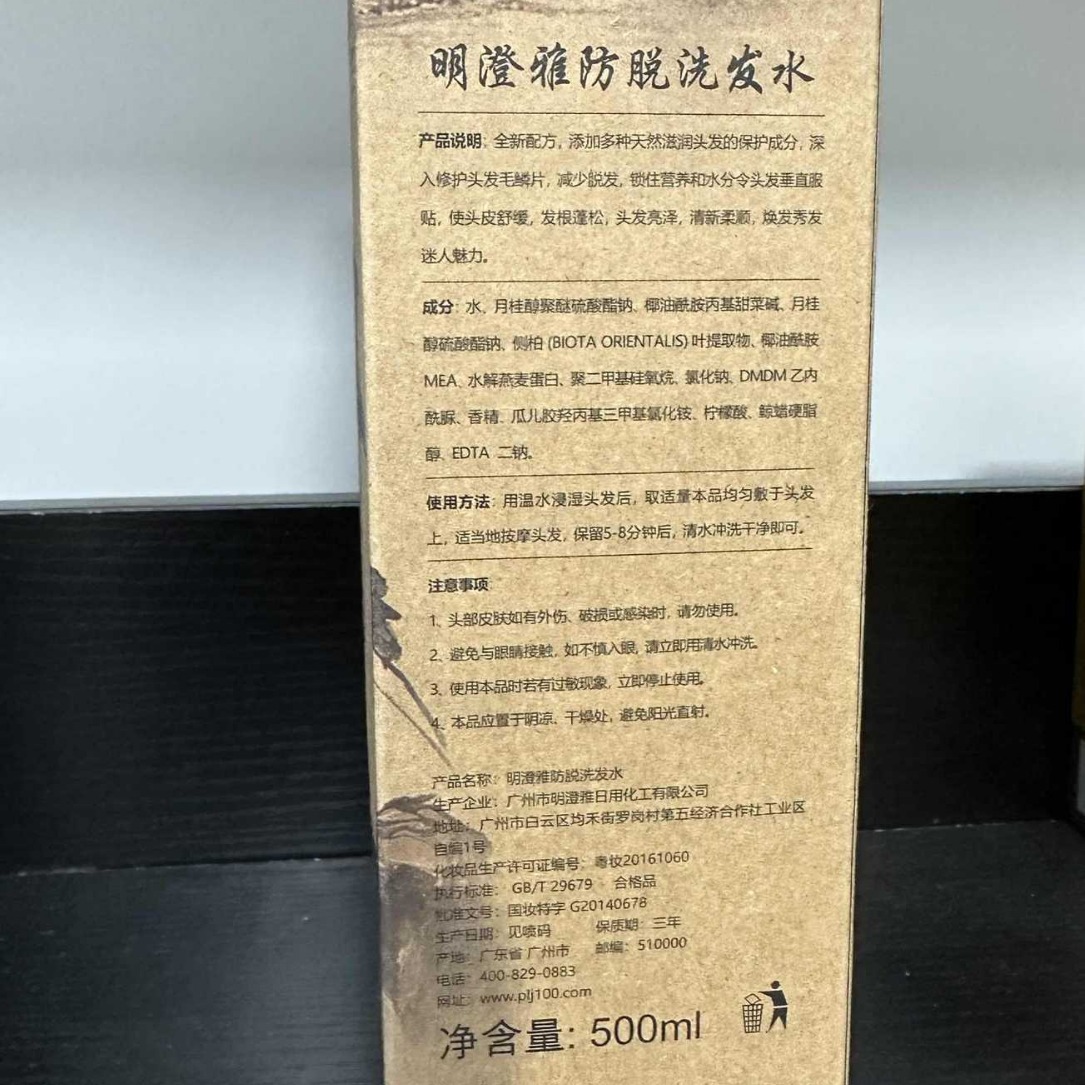 明澄雅防脱洗发水
产品说明：全新配方，添加多种天然滋润头发的保护成分，深
入修护头发毛鳞片，减少脱发，锁住营养和水分令头发垂直服
贴，使头皮舒缓，发根蓬松，头发亮泽，清新柔顺，焕发秀发
迷人魅力。
成分：水、月桂醇聚醚硫酸酯钠、椰油酰胺丙基甜菜碱、月桂
醇硫酸酯钠、侧柏 (BIOTA ORIENTALIS) 叶提取物、椰油酰胺
MEA、水解燕麦蛋白、聚二甲基硅氧烷、氯化钠、DMDM 乙内
酰脲、香精、瓜儿胶羟丙基三甲基氯化铵、柠檬酸、鲸蜡硬脂
醇、EDTA 二钠。
使用方法：用温水浸湿头发后，取适量本品均匀敷于头发
上，适当地按摩头发，保留5-8分钟后，清水冲洗干净即可。
注意事项：
1、头部皮肤如有外伤、破损或感染时，请勿使用。
2、避免与眼睛接触，如不慎入眼，请立即用清水冲洗。
3、使用本品时若有过敏现象，立即停止使用。
4、本品应置于阴凉、干燥处，避免阳光直射。
产品名称：明澄雅防脱洗发水
生产企业：广州市明澄雅日用化工有限公司
地址：广州市白云区均禾街罗岗村第五经济合作社工业区
自编1号
化妆品生产许可证编号：粤妆20161060
执行标准：GB/T 29679 合格品
批准文号：国妆特字 G20140678
生产日期：见喷码 保质期：三年
产地：广东省 广州市 邮编：510000
电话：400-829-0883
网址：www.plj100.com
净含量：500ml